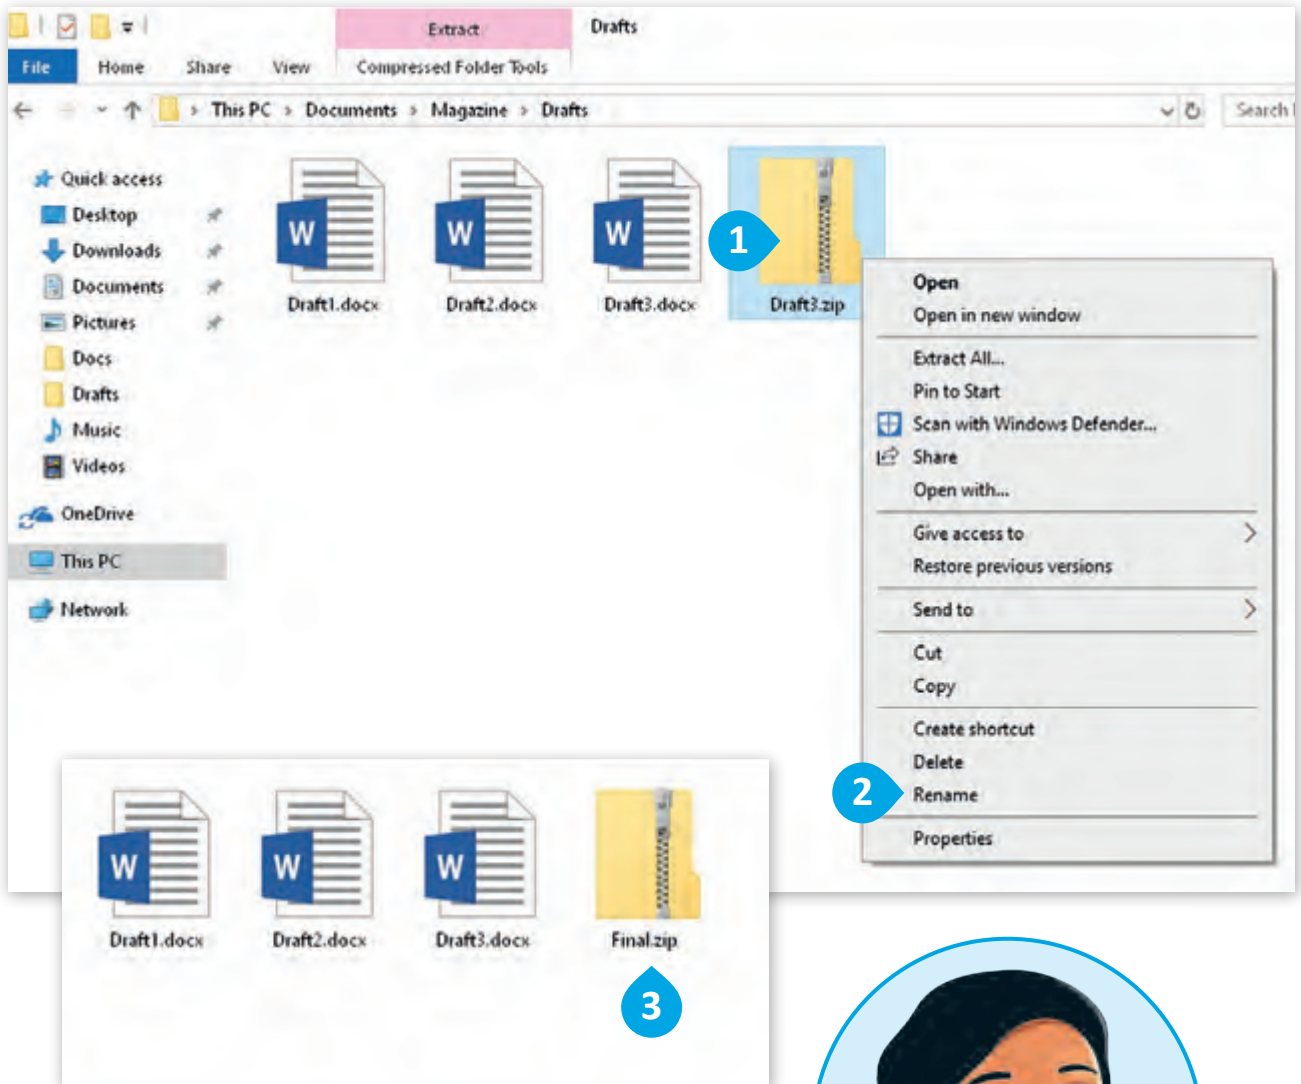 Extract
Drafts
File
Home
Share
View
Compressed Folder Tools
This PC > Documents > Magazine > Drafts
Search
Quick access
Desktop
Downloads
Documents
Pictures
Docs
Drafts
Music
Videos
OneDrive
This PC
Network
W
W
W
1
Draft1.docx
Draft2.docx
Draft3.docx
Draft3.zip
Open
Open in new window
Extract All...
Pin to Start
Scan with Windows Defender...
Share
Open with...
Give access to
Restore previous versions
Send to
Cut
Copy
Create shortcut
Delete
2
Rename
Properties
W
W
W
Draft1.docx
Draft2.docx
Draft3.docx
Final.zip
3